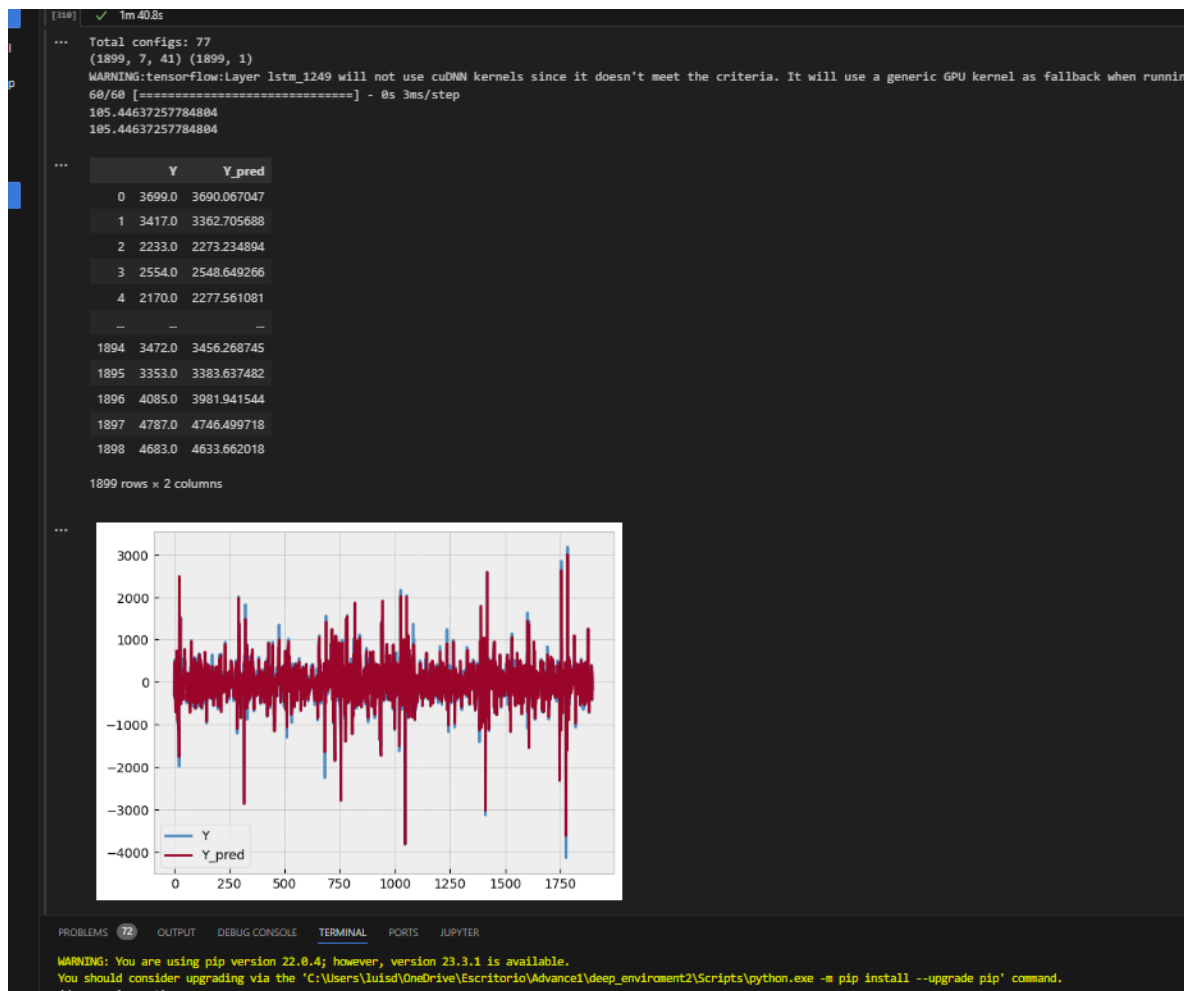 [310] ✓ 1m 40.8s
... Total configs: 77
(1899, 7, 41) (1899, 1)
WARNING:tensorflow:Layer lstm_1249 will not use cuDNN kernels since it doesn't meet the criteria. It will use a generic GPU kernel as fallback when runnin
60/60 [==============================] - 0s 3ms/step
105.44637257784804
105.44637257784804
...
Y Y_pred
0 3699.0 3690.067047
1 3417.0 3362.705688
2 2233.0 2273.234894
3 2554.0 2548.649266
4 2170.0 2277.561081
... ... ...
1894 3472.0 3456.268745
1895 3353.0 3383.637482
1896 4085.0 3981.941544
1897 4787.0 4746.499718
1898 4683.0 4633.662018
1899 rows × 2 columns
...
3000
2000
1000
0
−1000
−2000
−3000
−4000
Y
Y_pred
0 250 500 750 1000 1250 1500 1750
PROBLEMS 72 OUTPUT DEBUG CONSOLE TERMINAL PORTS JUPYTER
WARNING: You are using pip version 22.0.4; however, version 23.3.1 is available.
You should consider upgrading via the 'C:\Users\luisd\OneDrive\Escritorio\Advance1\deep_enviroment2\Scripts\python.exe -m pip install --upgrade pip' command.